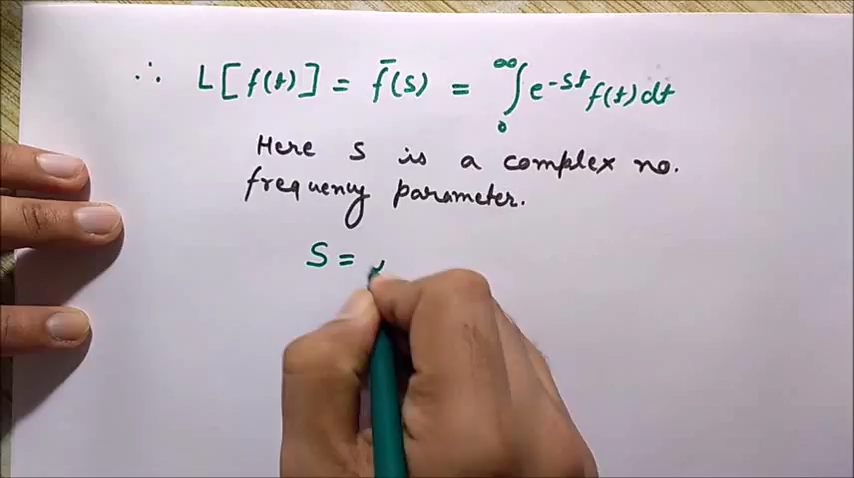 ∴ L[f(t)] = f̄(s) = ∫₀^∞ e^{-st} f(t) dt
Here s is a complex no.
frequency parameter.
S =